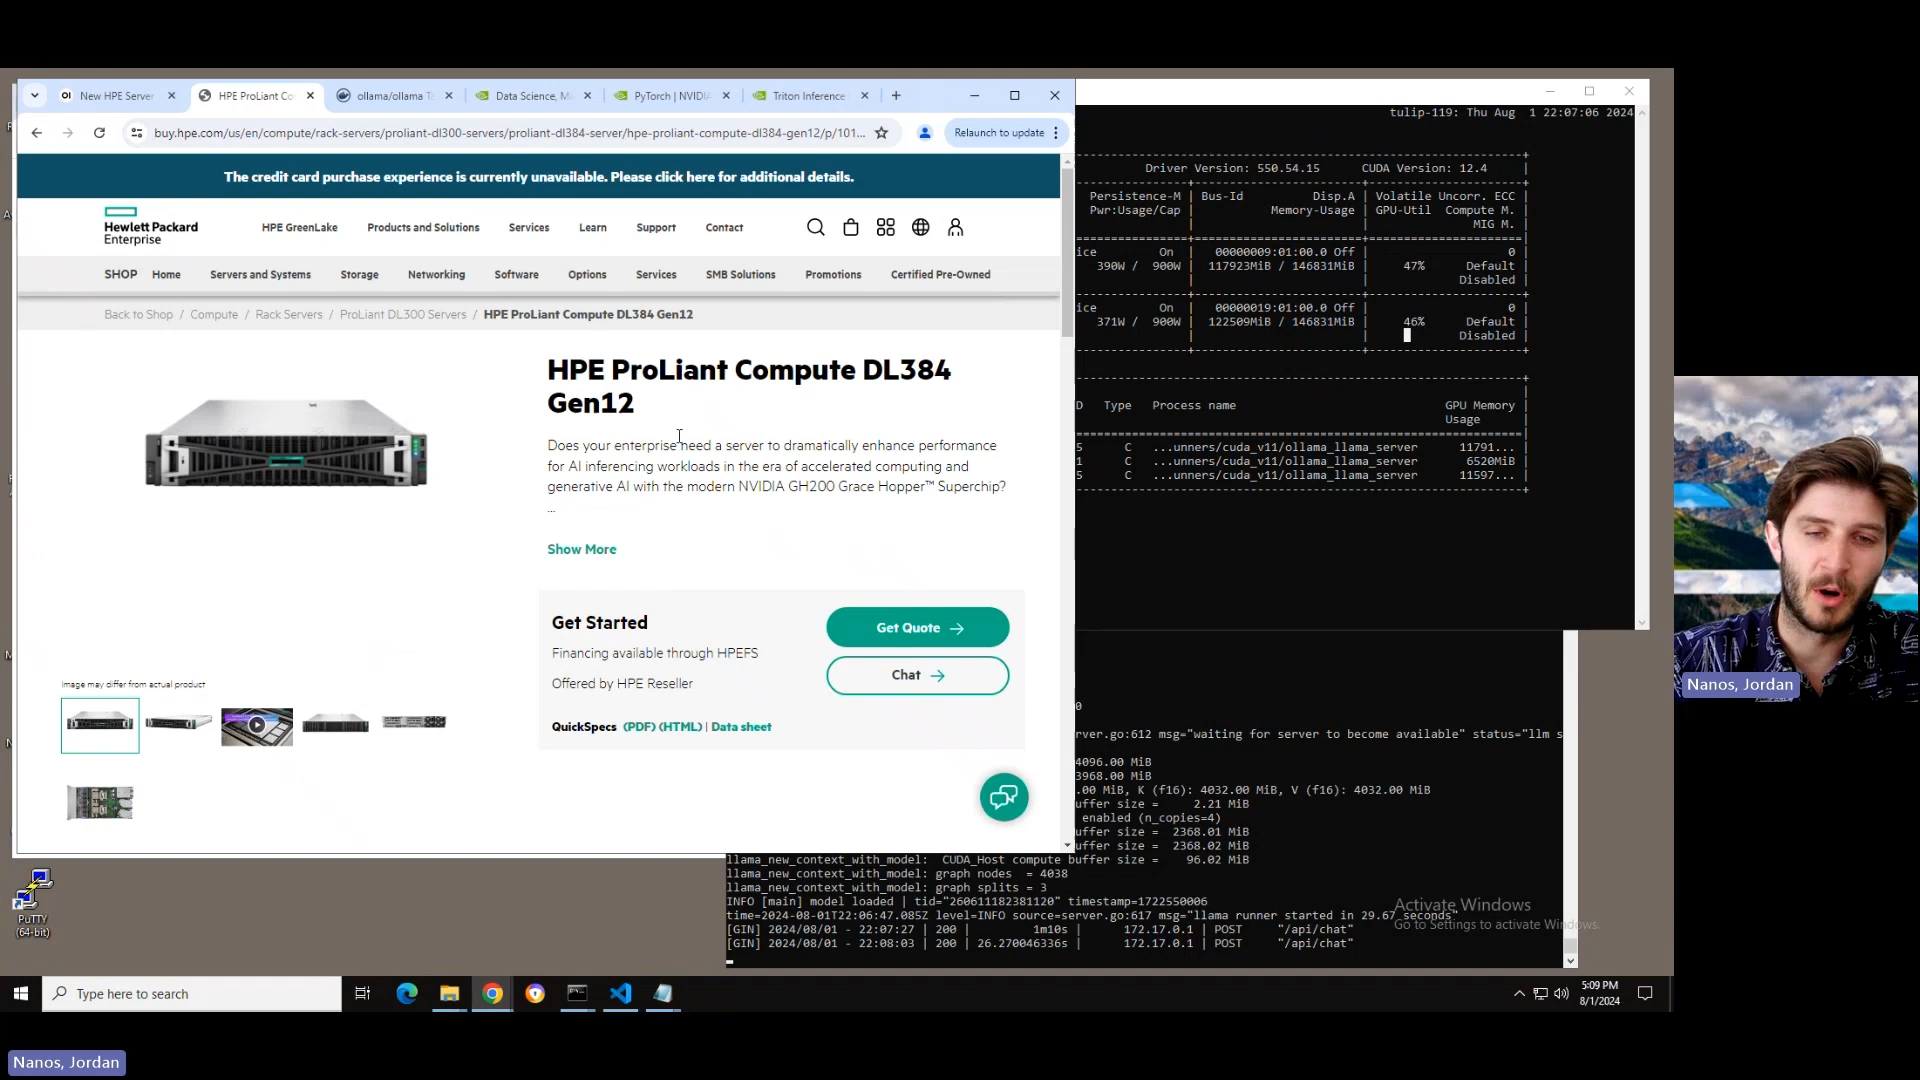 OI New HPE Server
HPE ProLiant Co
ollama/ollama
Data Science, M
PyTorch | NVIDIA
Triton Inference
buy.hpe.com/us/en/compute/rack-servers/proliant-dl300-servers/proliant-dl384-server/hpe-proliant-compute-dl384-gen12/p/101...
Relaunch to update
The credit card purchase experience is currently unavailable. Please click here for additional details.
Hewlett Packard
Enterprise
HPE GreenLake Products and Solutions Services Learn Support Contact
SHOP Home Servers and Systems Storage Networking Software Options Services SMB Solutions Promotions Certified Pre-Owned
Back to Shop / Compute / Rack Servers / ProLiant DL300 Servers / HPE ProLiant Compute DL384 Gen12
HPE ProLiant Compute DL384
Gen12
Does your enterprise need a server to dramatically enhance performance
for AI inferencing workloads in the era of accelerated computing and
generative AI with the modern NVIDIA GH200 Grace Hopper™ Superchip?
...
Show More
Get Started
Get Quote
Financing available through HPEFS
Chat
Offered by HPE Reseller
QuickSpecs (PDF) (HTML) | Data sheet
Image may differ from actual product
tulip-119: Thu Aug 1 22:07:06 2024
Driver Version: 550.54.15 CUDA Version: 12.4 |
Persistence-M | Bus-Id Disp.A | Volatile Uncorr. ECC
Pwr:Usage/Cap | Memory-Usage | GPU-Util Compute M.
| | MIG M.
ice On | 00000009:01:00.0 Off | 0
390W / 900W | 117923MiB / 146831MiB | 47% Default
| | Disabled
ice On | 00000019:01:00.0 Off | 0
371W / 900W | 122509MiB / 146831MiB | 46% Default
| | Disabled
D Type Process name GPU Memory
Usage
5 C ...unners/cuda_v11/ollama_llama_server 11791...
1 C ...unners/cuda_v11/ollama_llama_server 6520MiB
5 C ...unners/cuda_v11/ollama_llama_server 11597...
0
rver.go:612 msg="waiting for server to become available" status="llm s
4096.00 MiB
3968.00 MiB
.00 MiB, K (f16): 4032.00 MiB, V (f16): 4032.00 MiB
uffer size = 2.21 MiB
enabled (n_copies=4)
uffer size = 2368.01 MiB
uffer size = 2368.02 MiB
llama_new_context_with_model: CUDA_Host compute buffer size = 96.02 MiB
llama_new_context_with_model: graph nodes = 4038
llama_new_context_with_model: graph splits = 3
INFO [main] model loaded | tid="260611182381120" timestamp=1722550006
time=2024-08-01T22:06:47.085Z level=INFO source=server.go:617 msg="llama runner started in 29.67 seconds"
[GIN] 2024/08/01 - 22:07:27 | 200 | 1m10s | 172.17.0.1 | POST "/api/chat"
[GIN] 2024/08/01 - 22:08:03 | 200 | 26.270046336s | 172.17.0.1 | POST "/api/chat"
Activate Windows
Go to Settings to activate Windows.
PuTTY
(64-bit)
Type here to search
5:09 PM
8/1/2024
Nanos, Jordan
Nanos, Jordan